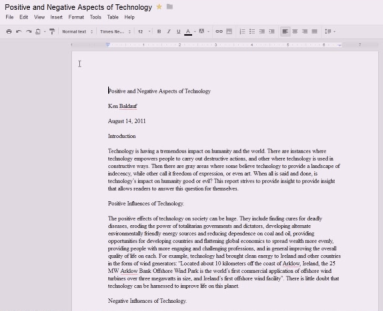 Positive and Negative Aspects of Technology
File Edit View Insert Format Tools Table Help
Normal text Times Ne... 12 B I U A
Positive and Negative Aspects of Technology
Ken Bakhuf
August 14, 2011
Introduction
Technology is having a tremendous impact on humanity and the world. There are instances where
technology empowers people to carry out destructive actions, and other where technology is used in
constructive ways. Then there are gray areas where some believe technology to provide a landscape of
indecency, while other call it freedom of expression, or even art. When all is said and done, is
technology's impact on humanity good or evil? This report strives to provide insight to provide insight
that allows readers to answer this question for themselves.
Positive Influences of Technology.
The positive effects of technology on society can be huge. They include finding cures for deadly
diseases, eroding the power of totalitarian governments and dictators, developing alternate
environmentally friendly energy sources and reducing dependence on coal and oil, providing
opportunities for developing countries and flattening global economics to spread wealth more evenly,
providing people with more engaging and challenging professions, and in general improving the overall
quality of life on each. For example, technology had brought clean energy to Ireland and other countries
in the form of wind generators: "Located about 10 kilometers off the coast of Arklow, Ireland, the 25
MW Arklow Bank Offshore Wind Park is the world's first commercial application of offshore wind
turbines over three megawatts in size, and Ireland's first offshore wind facility". There is little doubt that
technology can be harnessed to improve life on this planet.
Negative Influences of Technology.